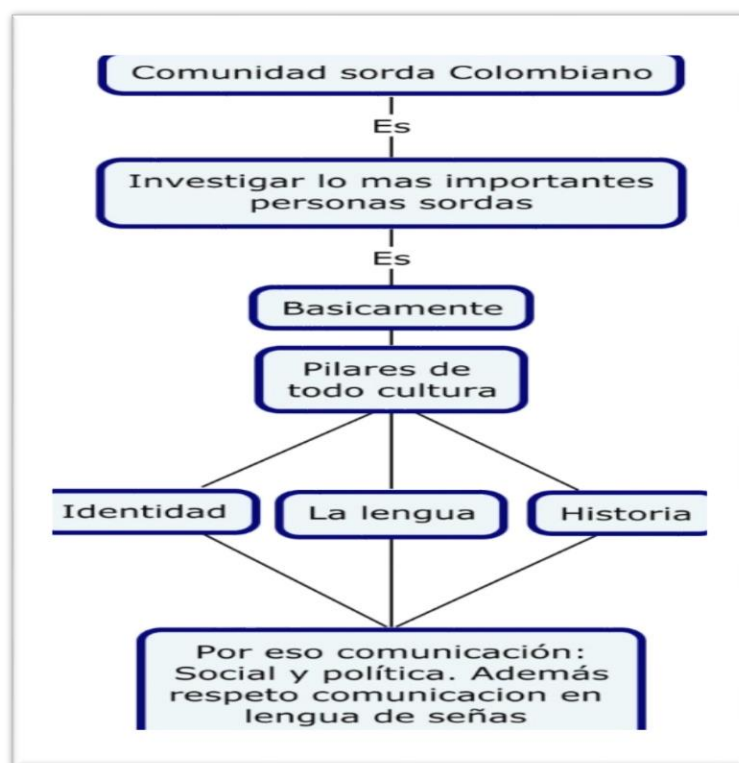 Comunidad sorda Colombiano
Es
Investigar lo mas importantes
personas sordas
Es
Basicamente
Pilares de
todo cultura
Identidad
La lengua
Historia
Por eso comunicación:
Social y política. Además
respeto comunicacion en
lengua de señas